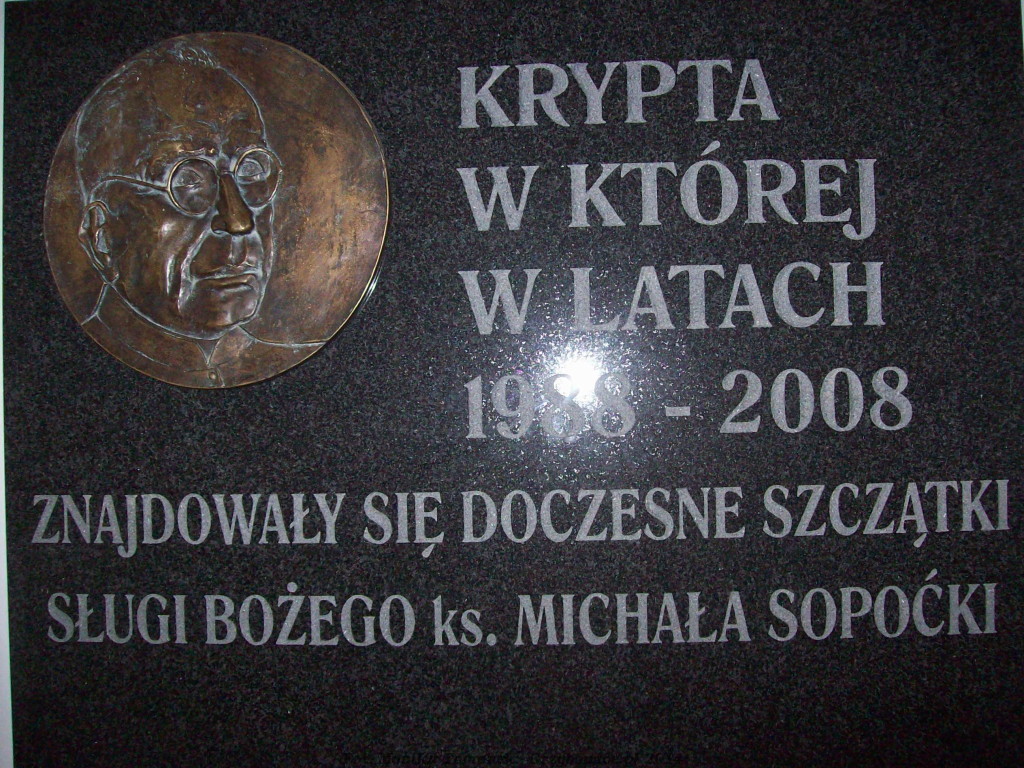 KRYPTA
W KTÓREJ
W LATACH
1988 - 2008
ZNAJDOWAŁY SIĘ DOCZESNE SZCZĄTKI
SŁUGI BOŻEGO ks. MICHAŁA SOPOĆKI